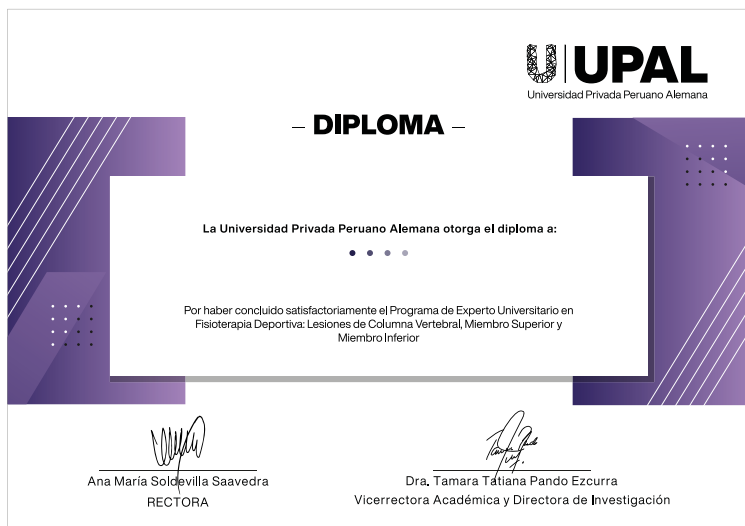 UPAL
Universidad Privada Peruano Alemana
– DIPLOMA –
La Universidad Privada Peruano Alemana otorga el diploma a:
Por haber concluido satisfactoriamente el Programa de Experto Universitario en
Fisioterapia Deportiva: Lesiones de Columna Vertebral, Miembro Superior y
Miembro Inferior
Ana María Soldevilla Saavedra
RECTORA
Dra. Tamara Tatiana Pando Ezcurra
Vicerrectora Académica y Directora de Investigación